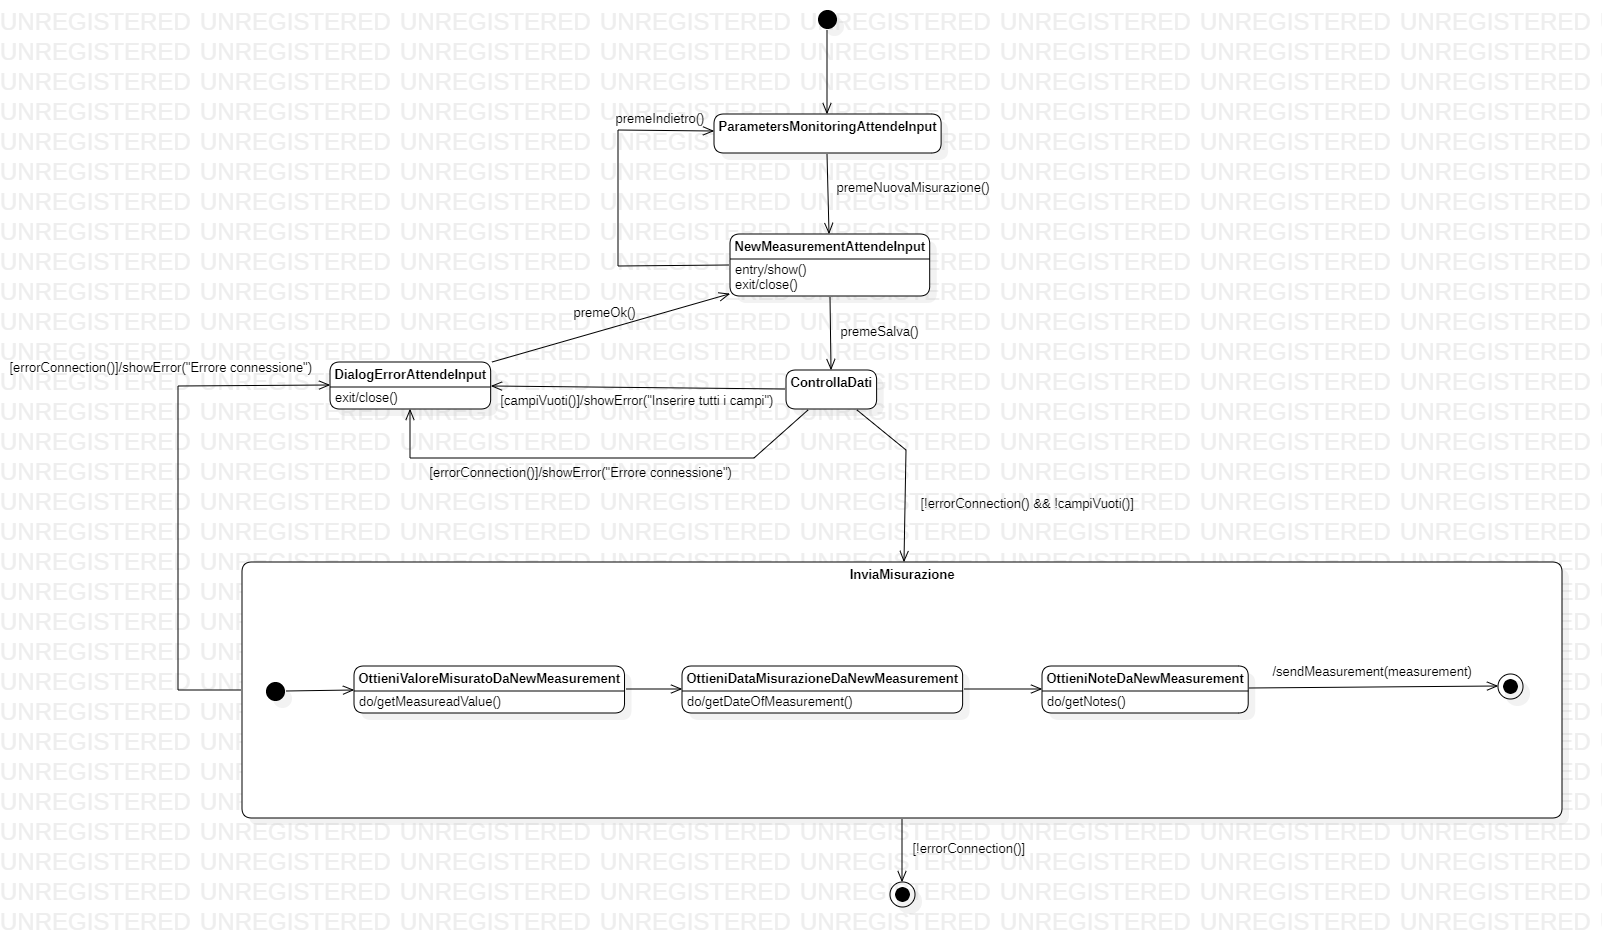 ParametersMonitoringAttendeInput
premeIndietro()
premeNuovaMisurazione()
NewMeasurementAttendeInput
entry/show()
exit/close()
premeOk()
premeSalva()
[errorConnection()]/showError("Errore connessione")
DialogErrorAttendeInput
exit/close()
ControllaDati
[campiVuoti()]/showError("Inserire tutti i campi")
[errorConnection()]/showError("Errore connessione")
[!errorConnection() && !campiVuoti()]
InviaMisurazione
OttieniValoreMisuratoDaNewMeasurement
do/getMeasureadValue()
OttieniDataMisurazioneDaNewMeasurement
do/getDateOfMeasurement()
OttieniNoteDaNewMeasurement
do/getNotes()
/sendMeasurement(measurement)
[!errorConnection()]
UNREGISTERED